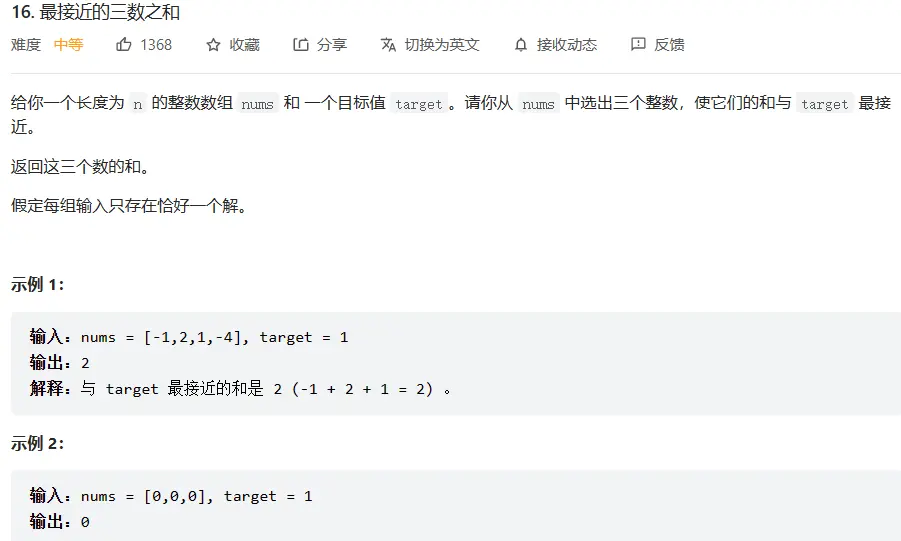 16. 最接近的三数之和
难度 中等 1368 收藏 分享 切换为英文 接收动态 反馈
给你一个长度为 n 的整数数组 nums 和 一个目标值 target。请你从 nums 中选出三个整数，使它们的和与 target 最接
近。
返回这三个数的和。
假定每组输入只存在恰好一个解。
示例 1：
输入：nums = [-1,2,1,-4], target = 1
输出：2
解释：与 target 最接近的和是 2 (-1 + 2 + 1 = 2) 。
示例 2：
输入：nums = [0,0,0], target = 1
输出：0